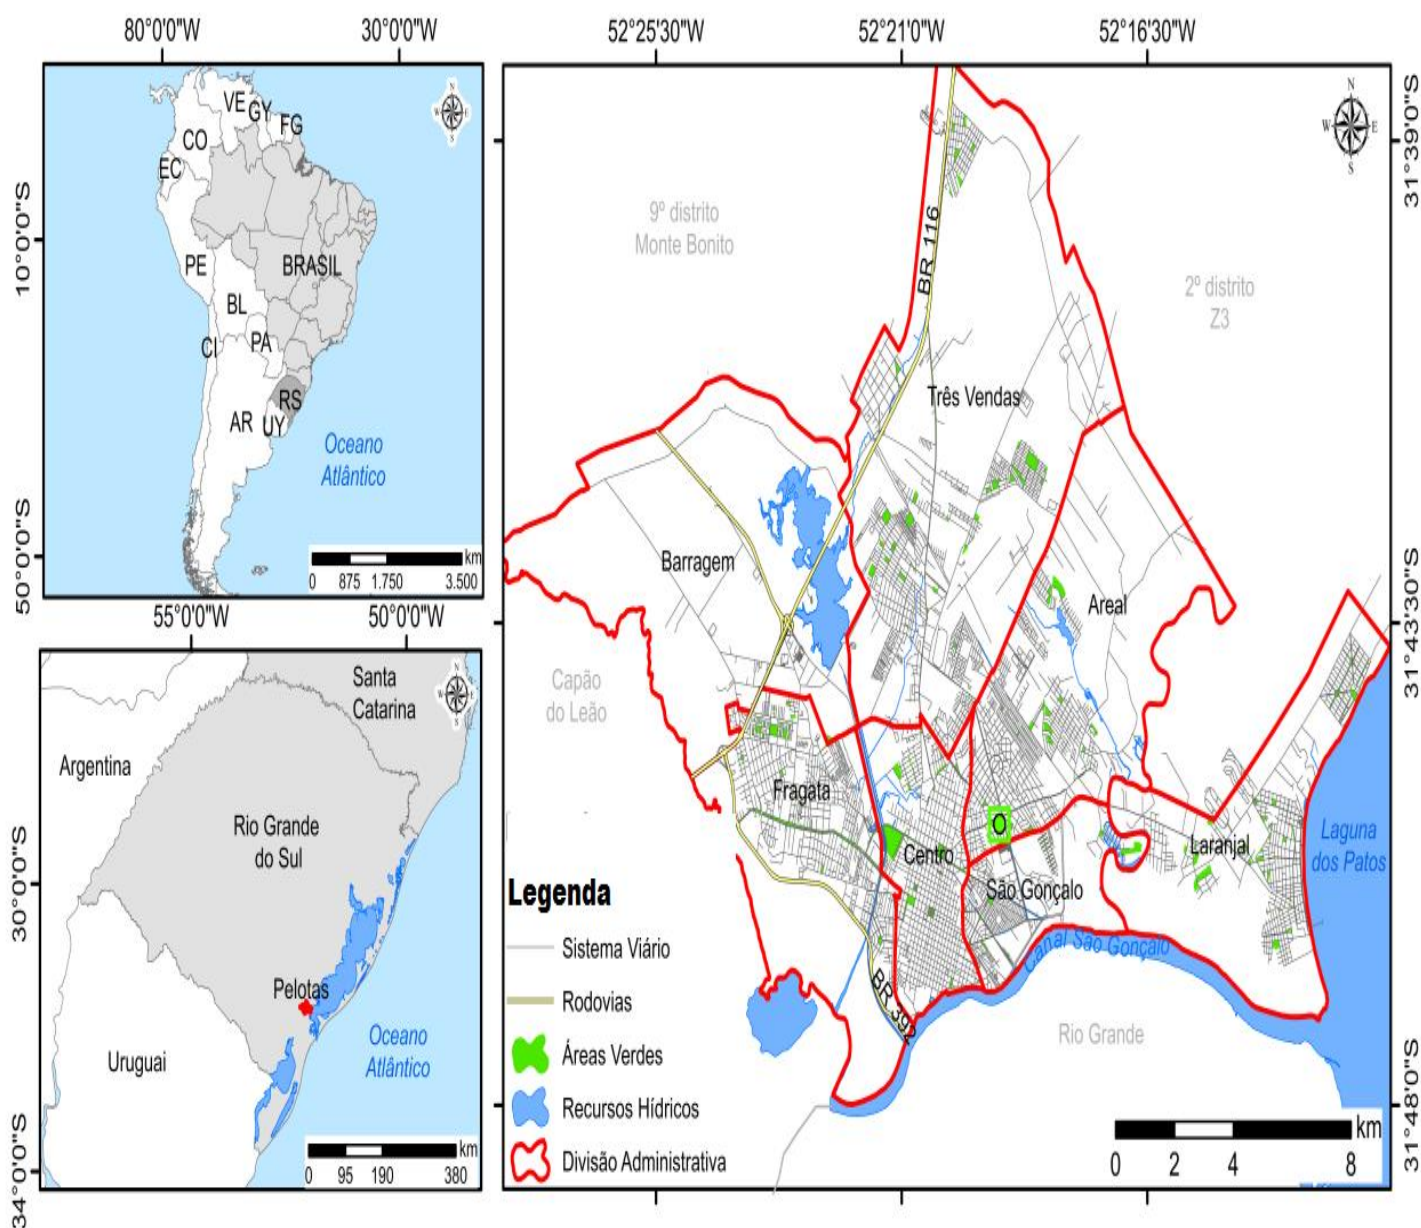 80°0'0"W
30°0'0"W
10°0'0"S
50°0'0"S
N
W
E
S
VE
GY
FG
CO
EC
PE
BRASIL
BL
CI
PA
RS
AR
UY
Oceano
Atlântico
km
0 875 1.750 3.500
55°0'0"W
50°0'0"W
30°0'0"S
34°0'0"S
N
W
E
S
Santa
Catarina
Argentina
Rio Grande
do Sul
Pelotas
Uruguai
Oceano
Atlântico
km
0 95 190 380
52°25'30"W
52°21'0"W
52°16'30"W
31°39'0"S
31°43'30"S
31°48'0"S
N
W
E
S
9º distrito
Monte Bonito
BR 116
2º distrito
Z3
Três Vendas
Barragem
Areal
Capão
do Leão
Fragata
Centro
O
São Gonçalo
Laranjal
Laguna
dos Patos
Canal São Gonçalo
BR 392
Rio Grande
Legenda
Sistema Viário
Rodovias
Áreas Verdes
Recursos Hídricos
Divisão Administrativa
km
0 2 4 8